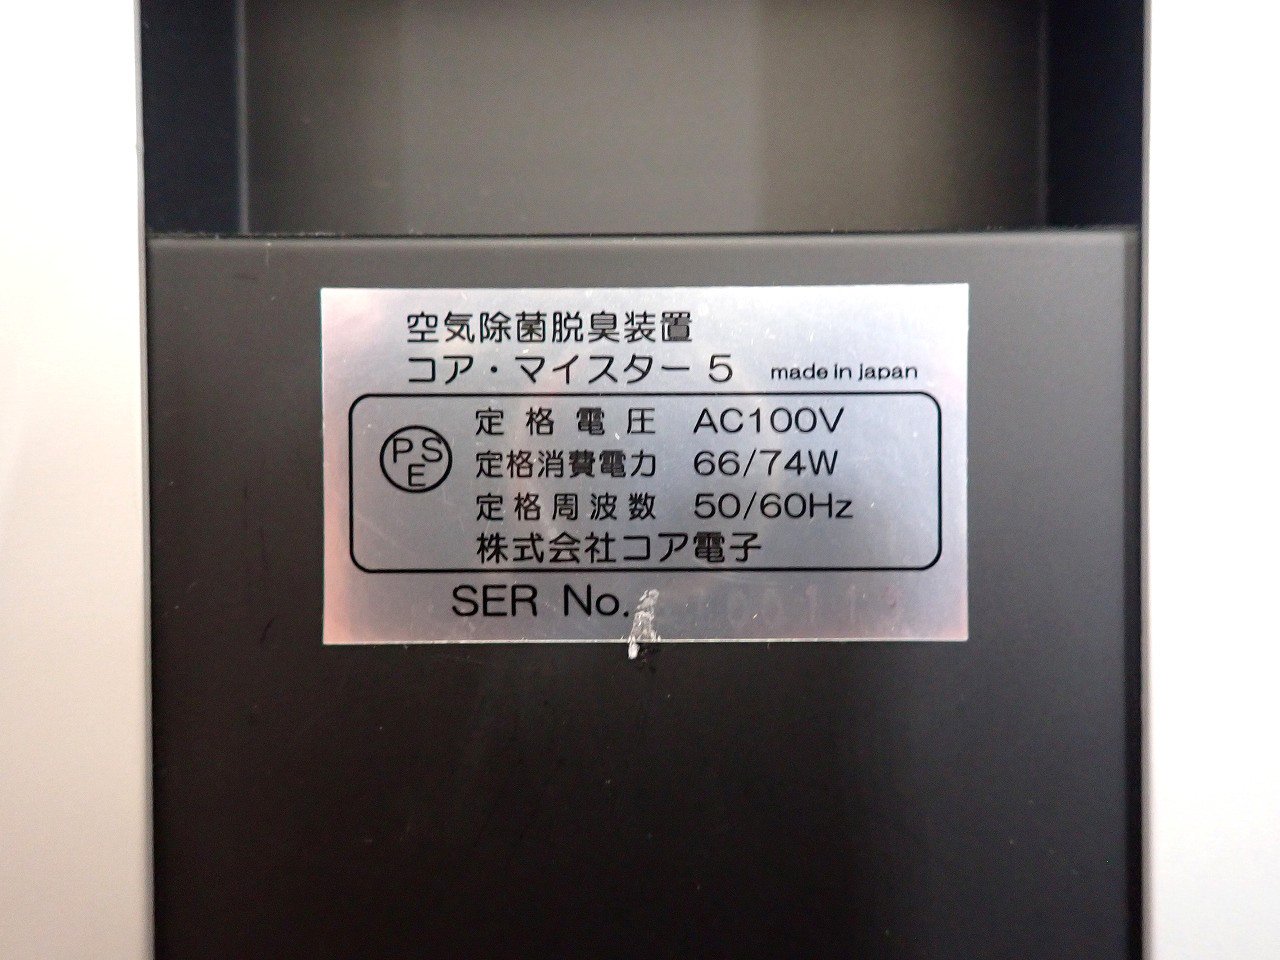 空気除菌脱臭装置
コア・マイスター 5 made in japan
PSE
定格電圧 AC100V
定格消費電力 66/74W
定格周波数 50/60Hz
株式会社コア電子
SER No.